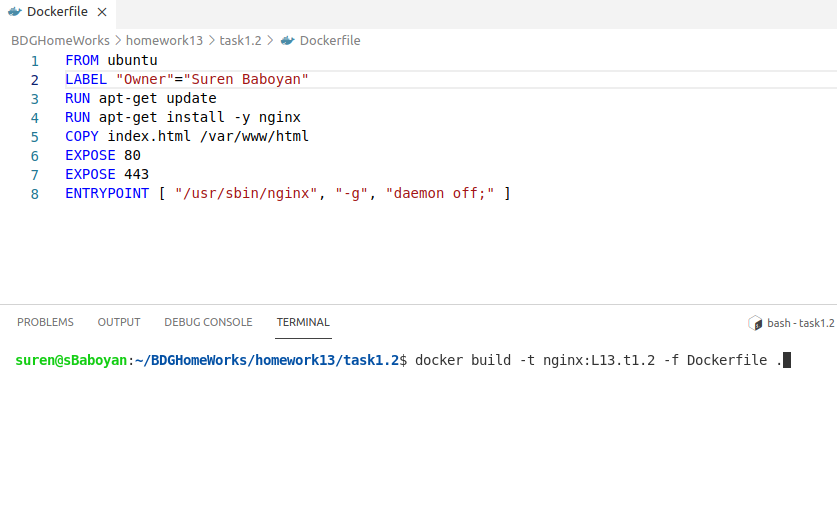 Dockerfile
BDGHomeWorks > homework13 > task1.2 > Dockerfile
1 FROM ubuntu
2 LABEL "Owner"="Suren Baboyan"
3 RUN apt-get update
4 RUN apt-get install -y nginx
5 COPY index.html /var/www/html
6 EXPOSE 80
7 EXPOSE 443
8 ENTRYPOINT [ "/usr/sbin/nginx", "-g", "daemon off;" ]
PROBLEMS OUTPUT DEBUG CONSOLE TERMINAL bash - task1.2
suren@sBaboyan:~/BDGHomeWorks/homework13/task1.2$ docker build -t nginx:L13.t1.2 -f Dockerfile .